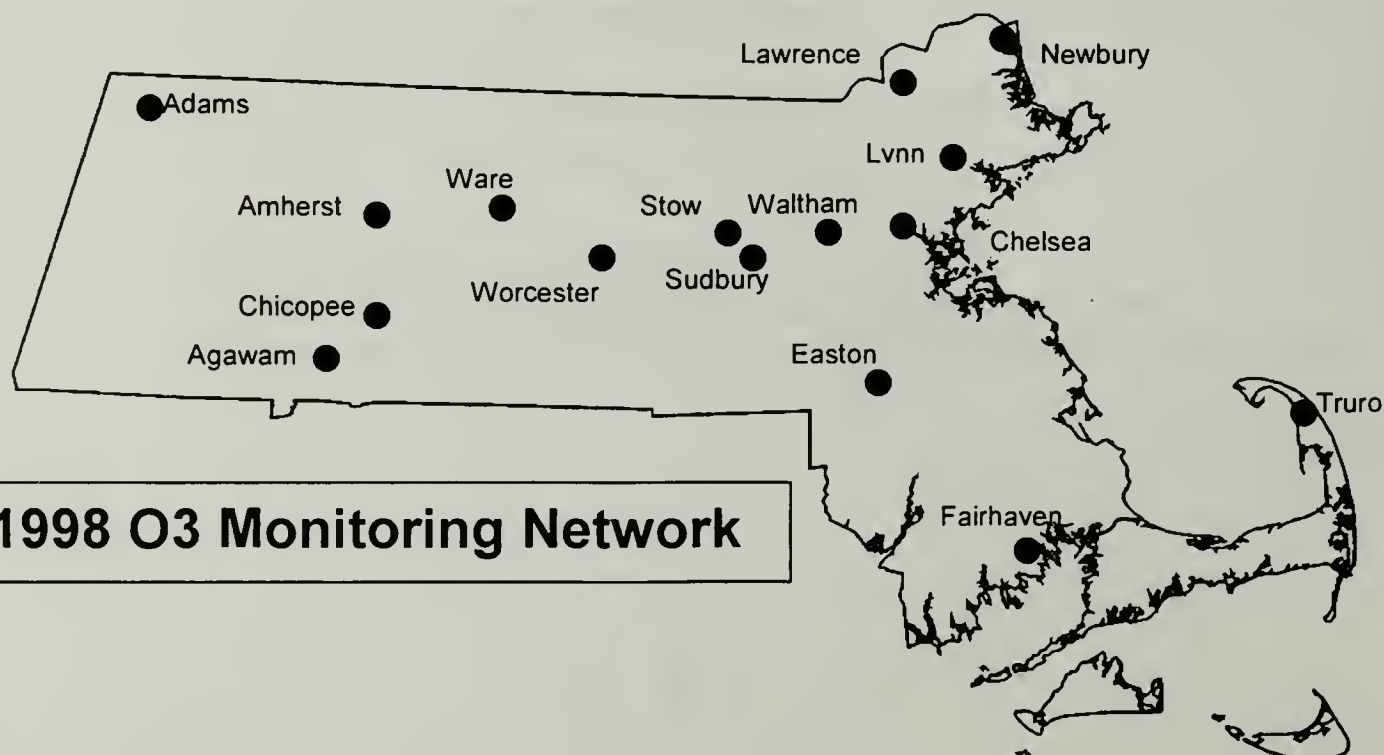 Lawrence
Newbury
Adams
Lvnn
Ware
Amherst
Stow
Waltham
Chelsea
Worcester
Sudbury
Chicopee
Agawam
Easton
Truro
1998 O3 Monitoring Network
Fairhaven